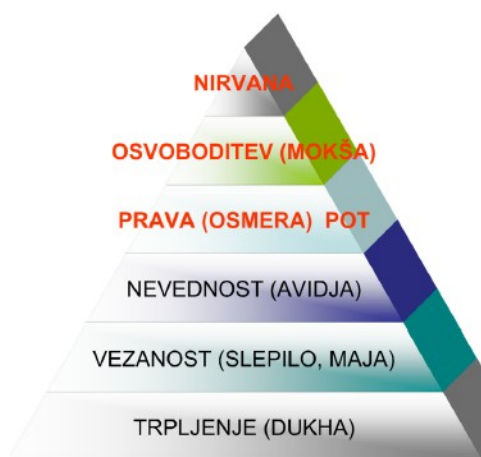 NIRVANA
OSVOBODITEV (MOKŠA)
PRAVA (OSMERA) POT
NEVEDNOST (AVIDJA)
VEZANOST (SLEPILO, MAJA)
TRPLJENJE (DUKHA)